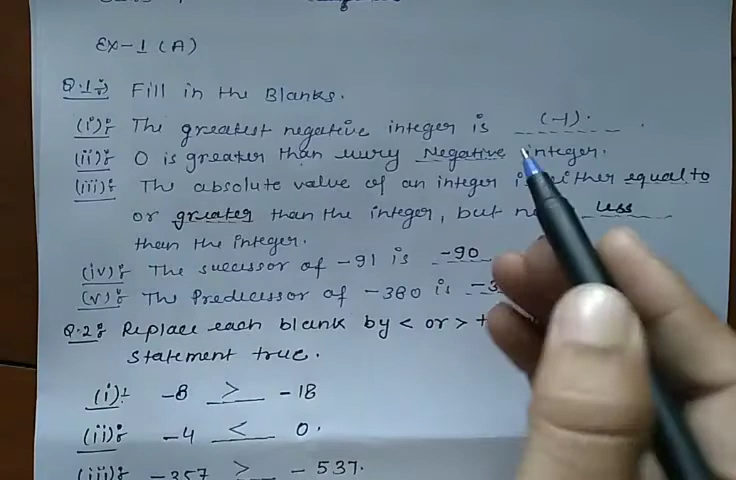 Ex-1 (A)
Q.1:- Fill in the Blanks.
(i):- The greatest negative integer is (-1).
(ii):- 0 is greater than every Negative integer.
(iii):- The absolute value of an integer is either equal to
or greater than the integer, but less
than the integer.
(iv):- The successor of -91 is -90
(v):- The Predecessor of -380 is -3
Q.2:- Replace each blank by < or >
statement true.
(i):- -8 > -18
(ii):- -4 < 0.
(iii):- -357 > - 537.